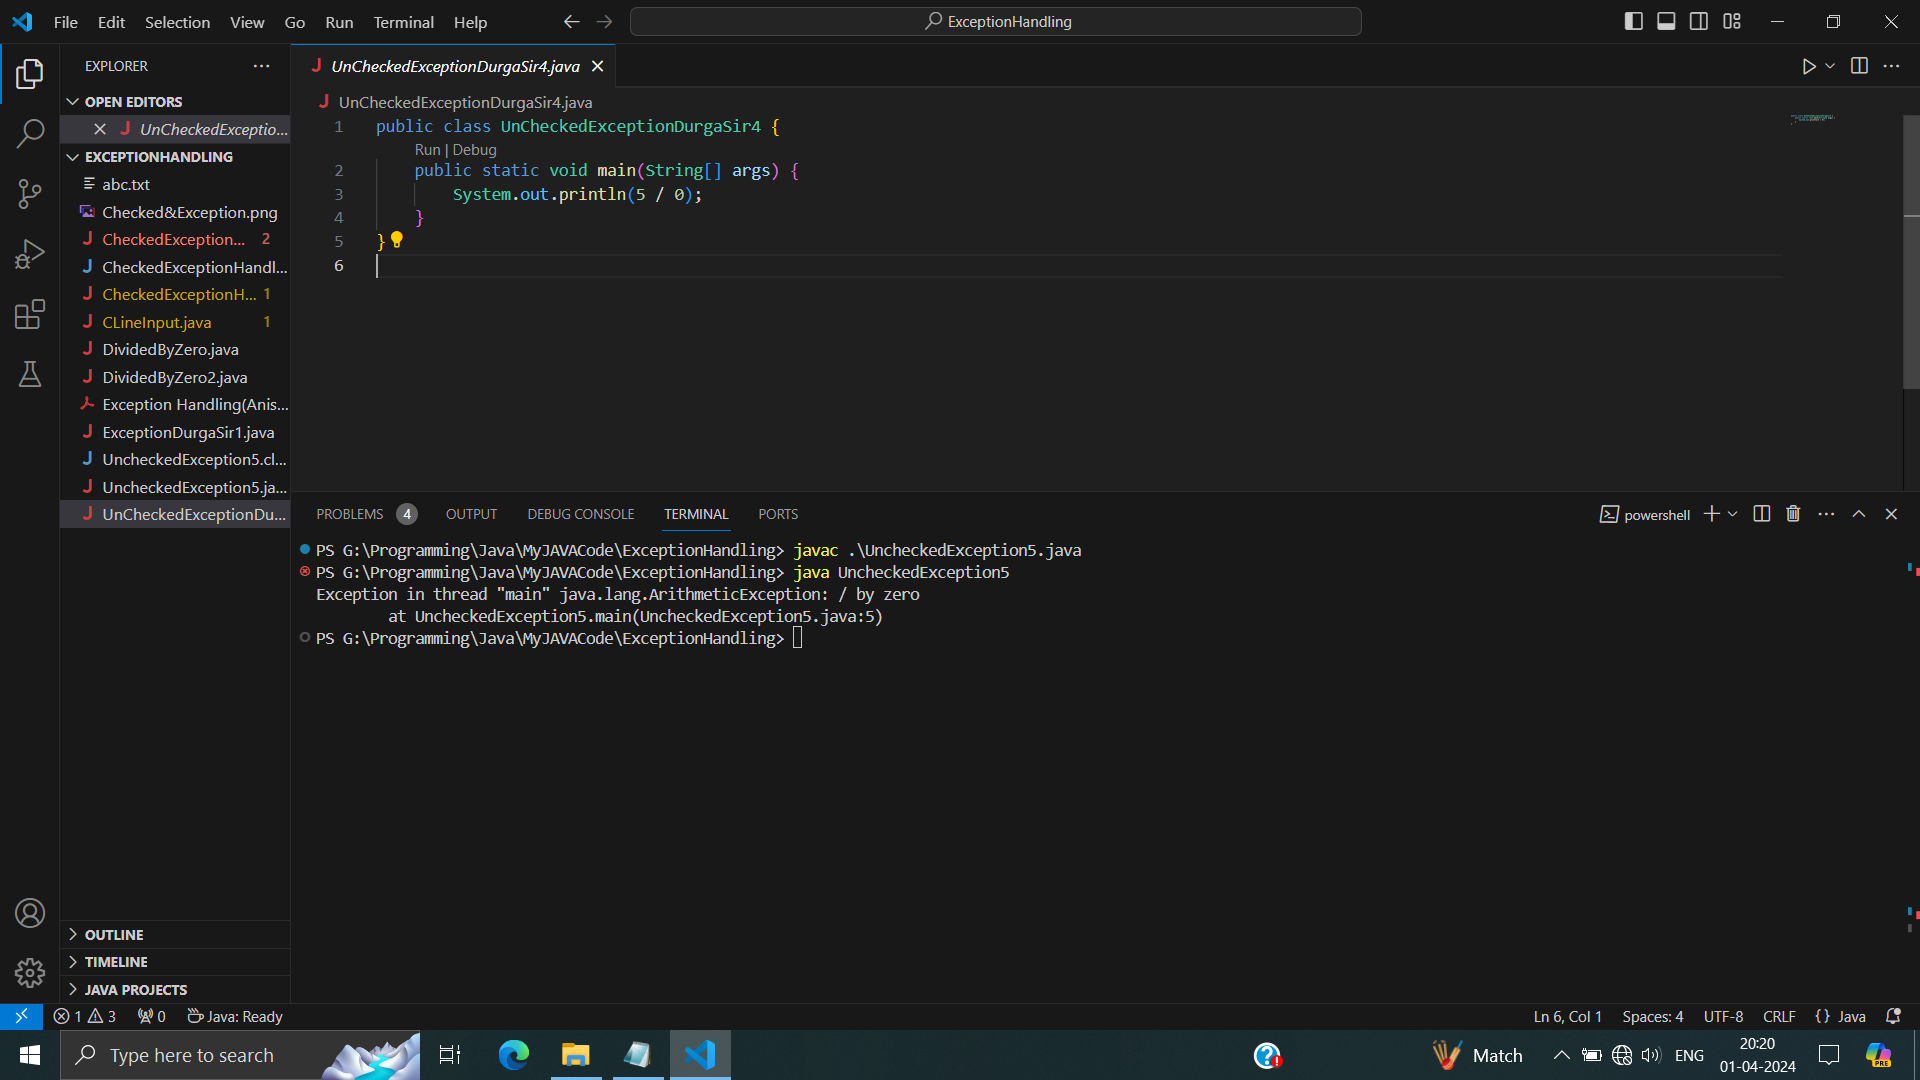 File Edit Selection View Go Run Terminal Help
ExceptionHandling
EXPLORER
OPEN EDITORS
UnCheckedExceptio...
EXCEPTIONHANDLING
abc.txt
Checked&Exception.png
CheckedException... 2
CheckedExceptionHandl...
CheckedExceptionH... 1
CLineInput.java 1
DividedByZero.java
DividedByZero2.java
Exception Handling(Anis...
ExceptionDurgaSir1.java
UncheckedException5.cl...
UncheckedException5.ja...
UnCheckedExceptionDu...
OUTLINE
TIMELINE
JAVA PROJECTS
UnCheckedExceptionDurgaSir4.java
UnCheckedExceptionDurgaSir4.java
1 public class UnCheckedExceptionDurgaSir4 {
Run | Debug
2 public static void main(String[] args) {
3 System.out.println(5 / 0);
4 }
5 }
6
PROBLEMS 4 OUTPUT DEBUG CONSOLE TERMINAL PORTS
powershell
PS G:\Programming\Java\MyJAVACode\ExceptionHandling> javac .\UncheckedException5.java
PS G:\Programming\Java\MyJAVACode\ExceptionHandling> java UncheckedException5
Exception in thread "main" java.lang.ArithmeticException: / by zero
at UncheckedException5.main(UncheckedException5.java:5)
PS G:\Programming\Java\MyJAVACode\ExceptionHandling>
1 3 0 Java: Ready
Ln 6, Col 1 Spaces: 4 UTF-8 CRLF {} Java
Type here to search
Match
ENG
20:20
01-04-2024
PRE